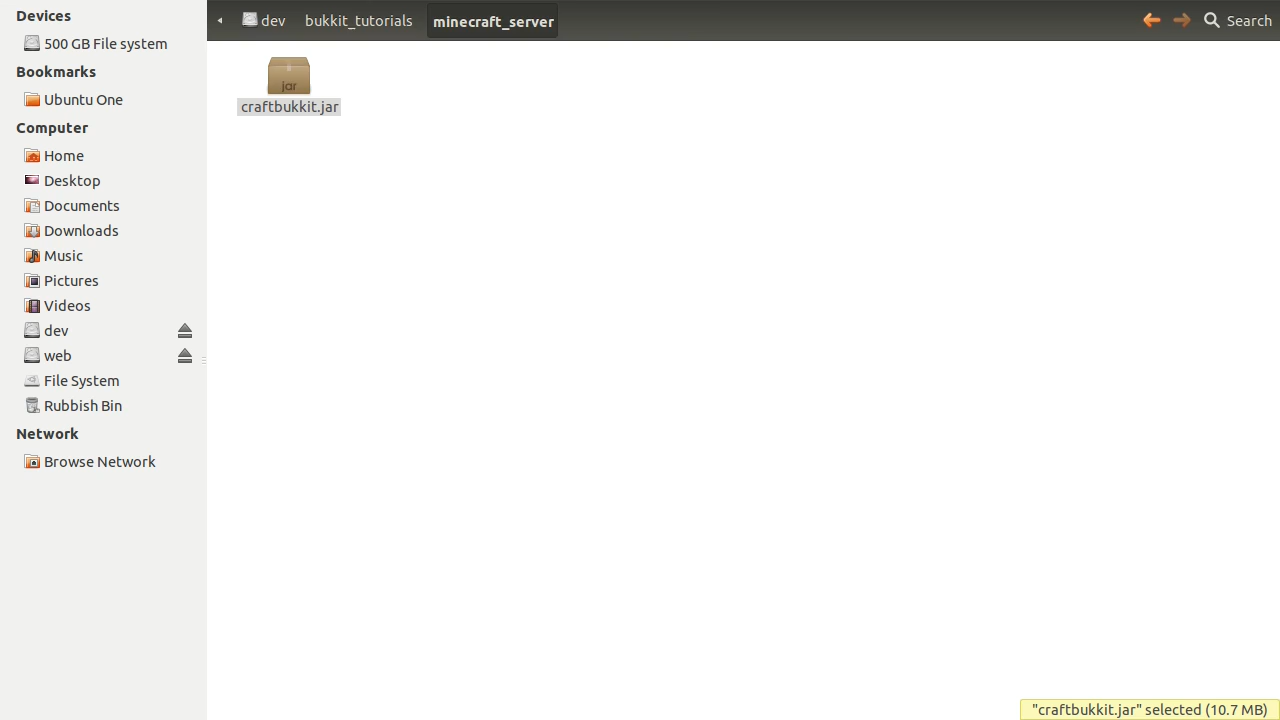 Devices
500 GB File system
Bookmarks
Ubuntu One
Computer
Home
Desktop
Documents
Downloads
Music
Pictures
Videos
dev
web
File System
Rubbish Bin
Network
Browse Network
dev bukkit_tutorials minecraft_server Search
jar
craftbukkit.jar
"craftbukkit.jar" selected (10.7 MB)